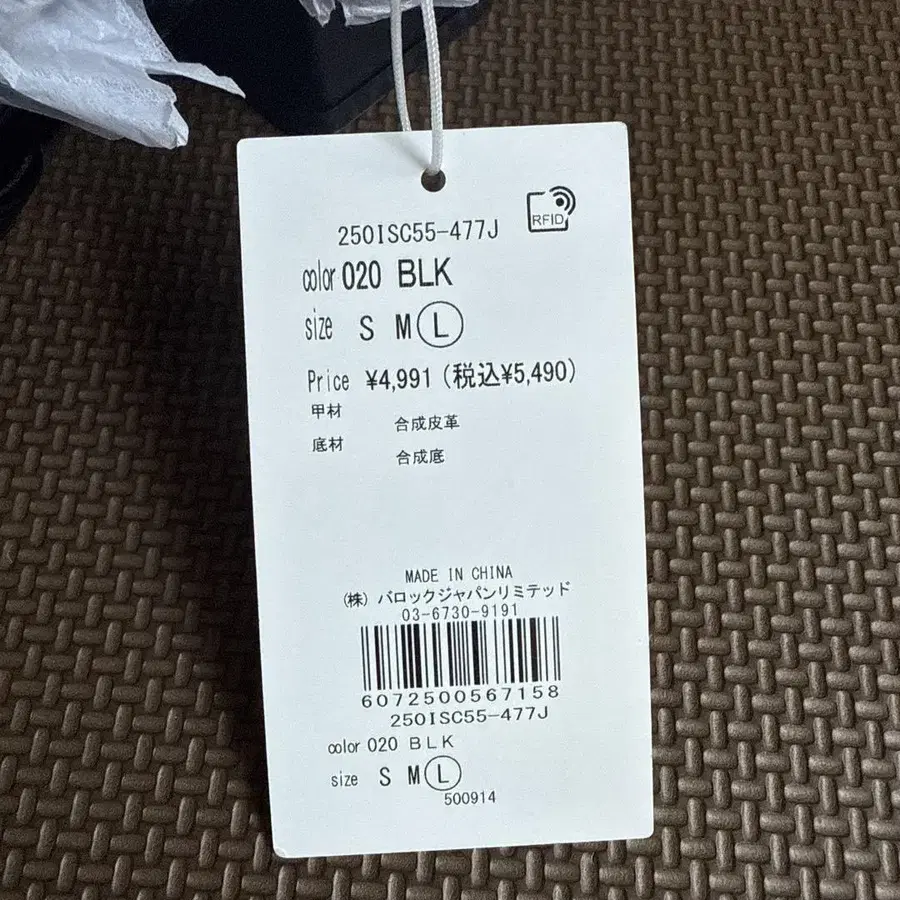 RFID
250ISC55-477J
color 020 BLK
size S M L
Price ¥4,991 (税込¥5,490)
甲材 合成皮革
底材 合成底
MADE IN CHINA
(株) バロックジャパンリミテッド
03-6730-9191
6072500567158
250ISC55-477J
color 020 BLK
size S M L
500914